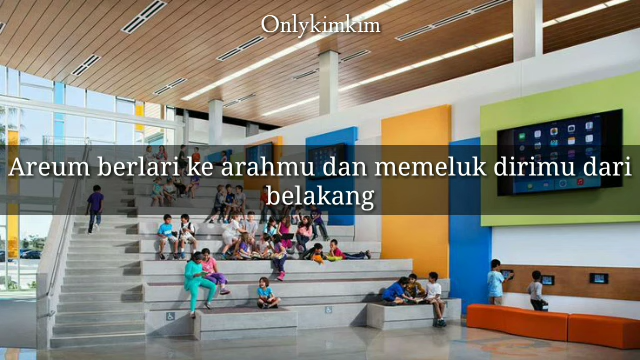 Onlykimkim
Areum berlari ke arahmu dan memeluk dirimu dari
belakang